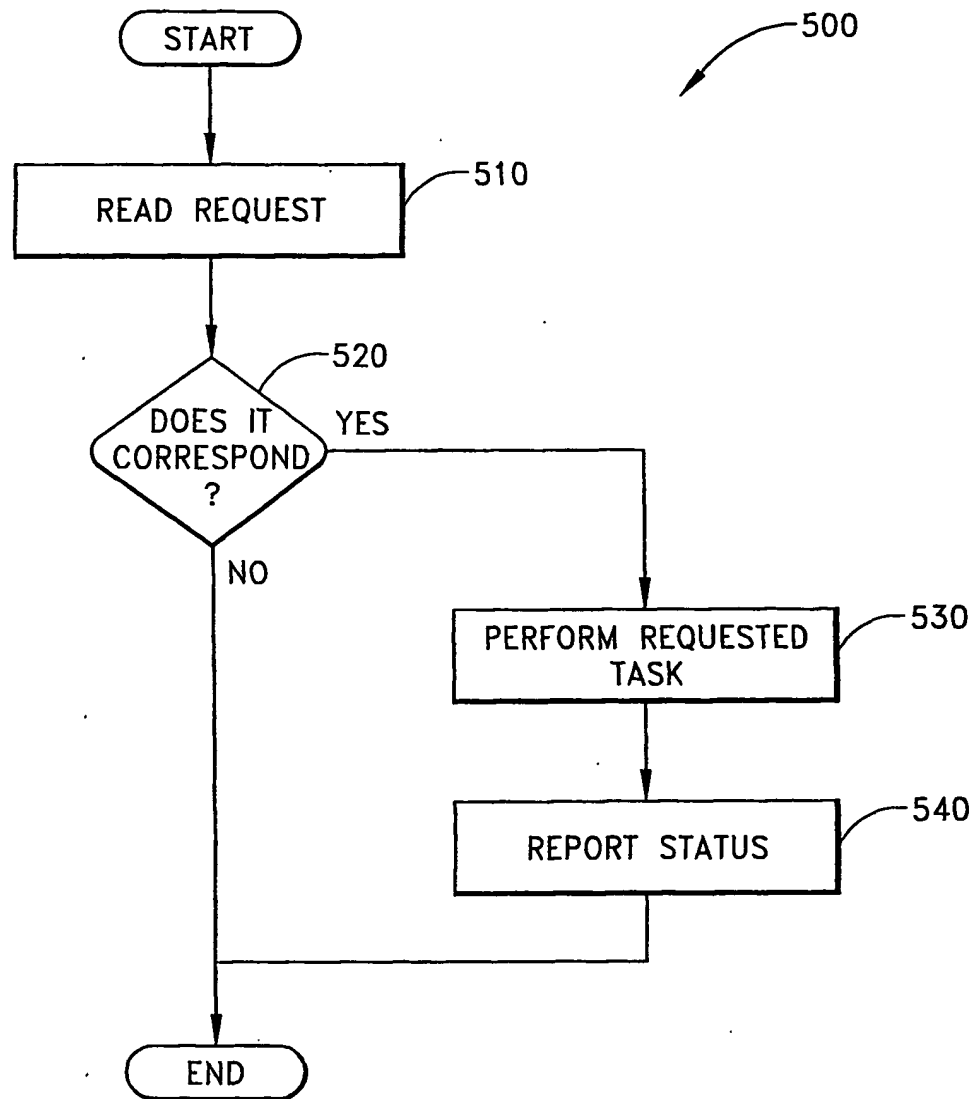 START
500
READ REQUEST
510
520
DOES IT
CORRESPOND
?
YES
NO
PERFORM REQUESTED
TASK
530
REPORT STATUS
540
END